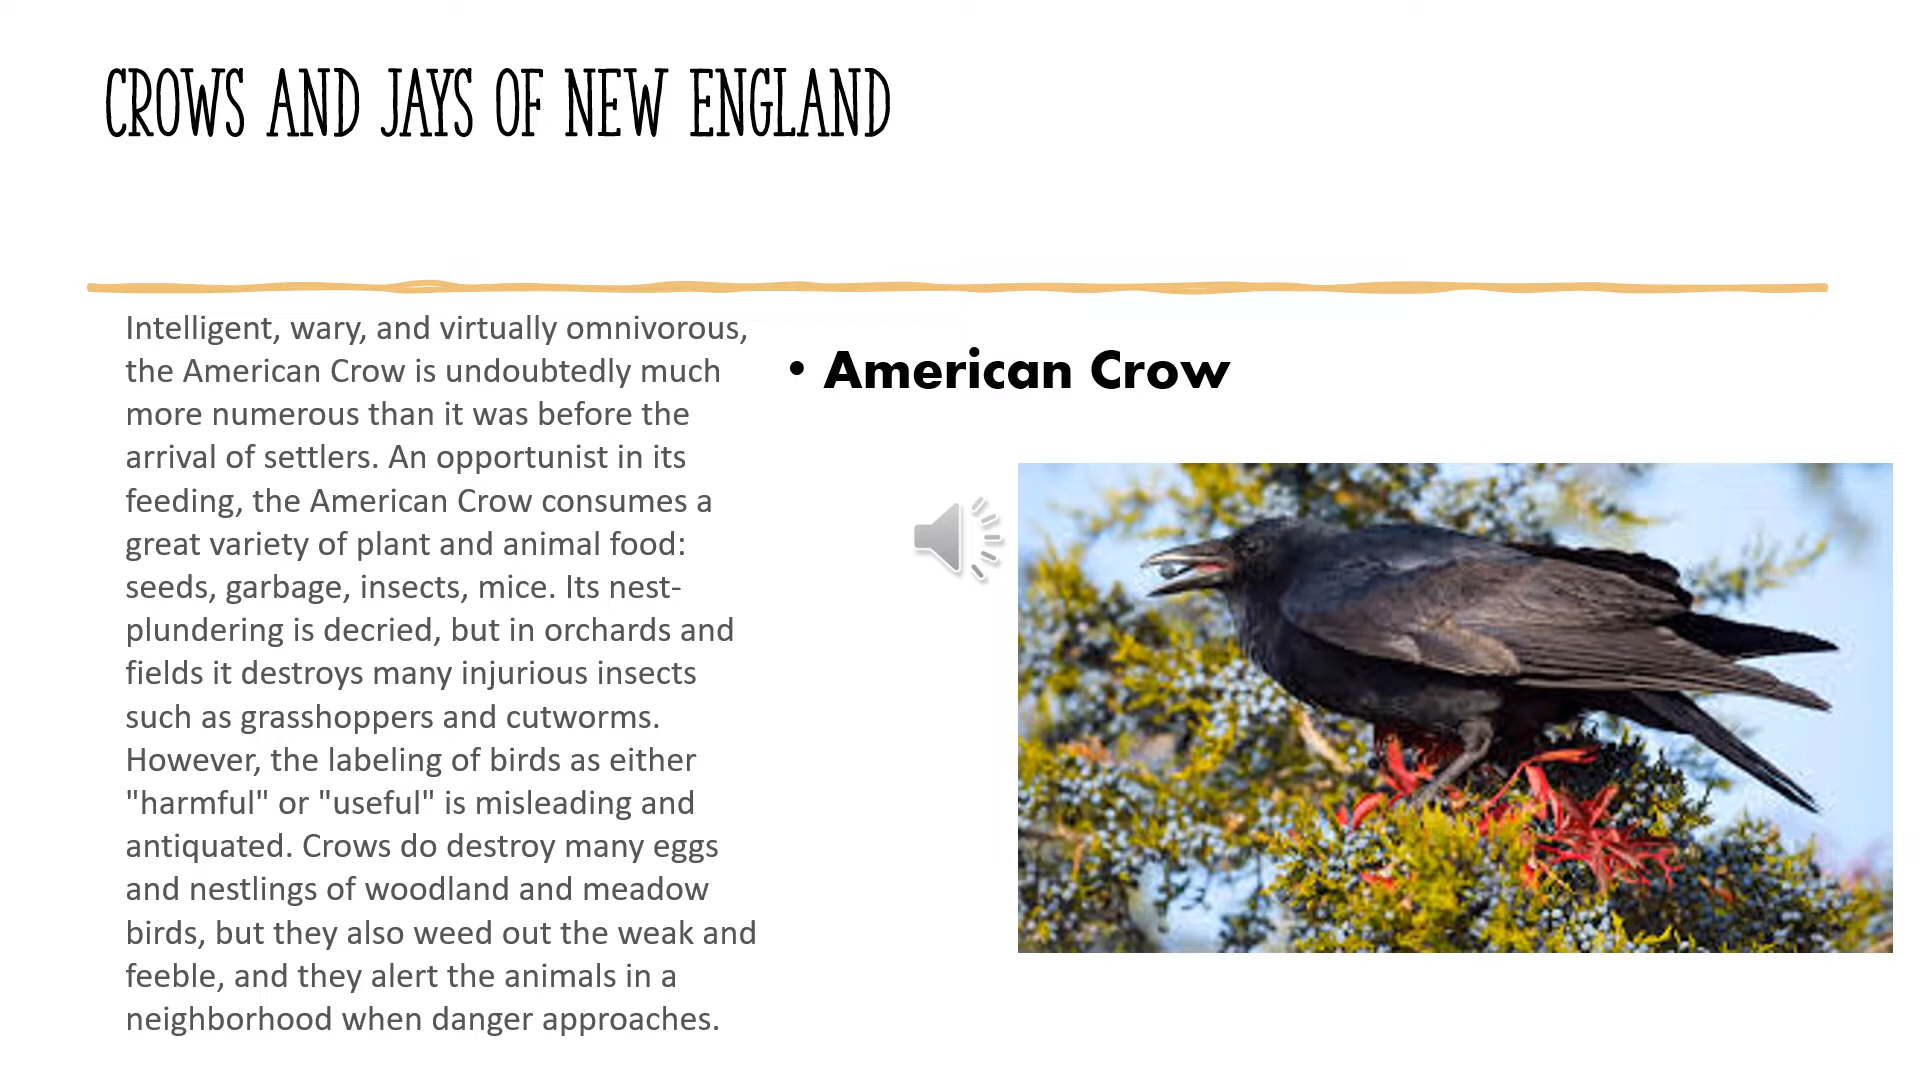 CROWS AND JAYS OF NEW ENGLAND
Intelligent, wary, and virtually omnivorous,
the American Crow is undoubtedly much
more numerous than it was before the
arrival of settlers. An opportunist in its
feeding, the American Crow consumes a
great variety of plant and animal food:
seeds, garbage, insects, mice. Its nest-
plundering is decried, but in orchards and
fields it destroys many injurious insects
such as grasshoppers and cutworms.
However, the labeling of birds as either
"harmful" or "useful" is misleading and
antiquated. Crows do destroy many eggs
and nestlings of woodland and meadow
birds, but they also weed out the weak and
feeble, and they alert the animals in a
neighborhood when danger approaches.
• American Crow